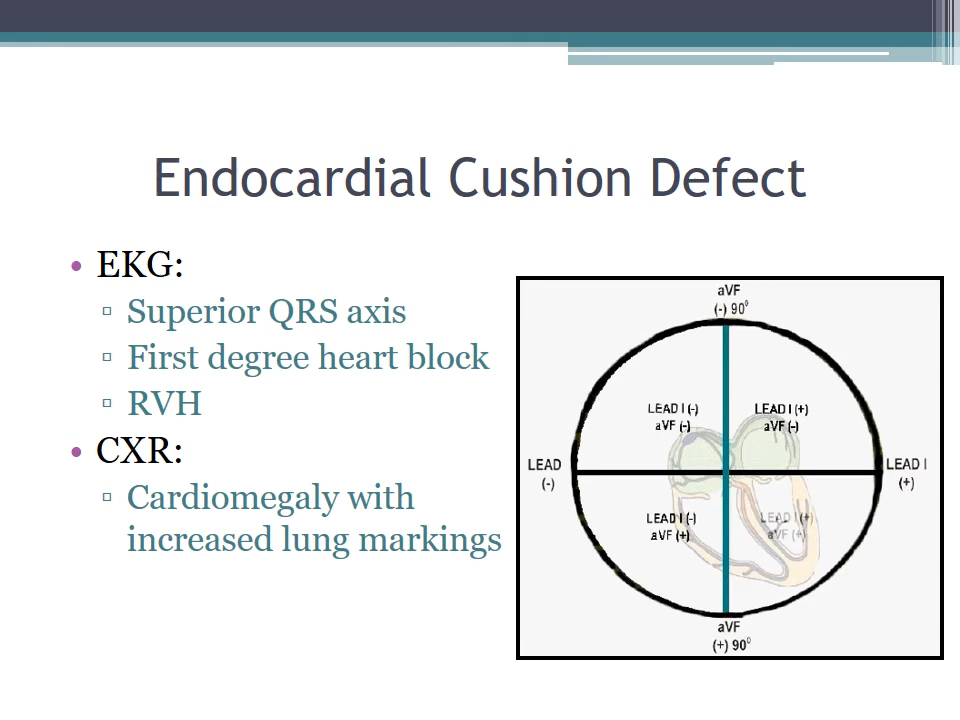 Endocardial Cushion Defect
• EKG:
▫ Superior QRS axis
▫ First degree heart block
▫ RVH
• CXR:
▫ Cardiomegaly with
increased lung markings
aVF
(-) 90⁰
LEAD I (-)
aVF (-)
LEAD I (+)
aVF (-)
LEAD
(-)
LEAD I
(+)
LEAD I (-)
aVF (+)
LEAD I (+)
aVF (+)
aVF
(+) 90⁰